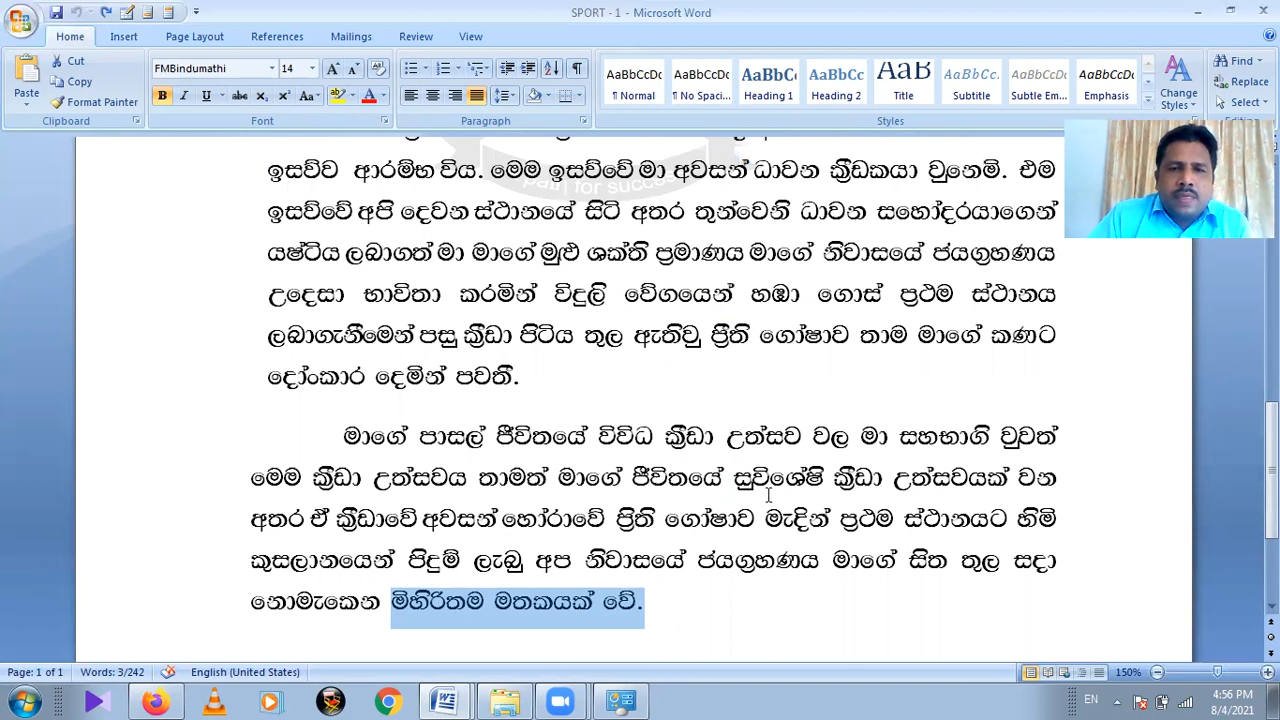 SPORT - 1 - Microsoft Word
Home Insert Page Layout References Mailings Review View
Paste Cut Copy Format Painter Clipboard
FMBindumathi 14 Font
Paragraph
AaBbCcDc ¶ Normal AaBbCcDc ¶ No Spaci... AaBbC Heading 1 AaBbCc Heading 2 AaB Title AaBbCc. Subtitle AaBbCcDc Subtle Em... AaBbCcDc Emphasis Change Styles Styles
Find Replace Select Editing
path for success
ඉසව්ව ආරම්භ විය. මෙම ඉසව්වේ මා අවසන් ධාවන ක්‍රීඩකයා වුනෙමි. එම
ඉසව්වේ අපි දෙවන ස්ථානයේ සිටි අතර තුන්වෙනි ධාවන සහෝදරයාගෙන්
යෂ්ටිය ලබාගත් මා මාගේ මුළු ශක්ති ප්‍රමාණය මාගේ නිවාසයේ ජයග්‍රහණය
උදෙසා භාවිතා කරමින් විදුලි වේගයෙන් හඹා ගොස් ප්‍රථම ස්ථානය
ලබාගැනීමෙන් පසු ක්‍රීඩා පිටිය තුල ඇතිවු ප්‍රීති ගෝෂාව තාම මාගේ කණට
දෝංකාර දෙමින් පවතී.
මාගේ පාසල් ජීවිතයේ විවිධ ක්‍රීඩා උත්සව වල මා සහභාගි වුවත්
මෙම ක්‍රීඩා උත්සවය තාමත් මාගේ ජීවිතයේ සුවිශේෂි ක්‍රීඩා උත්සවයක් වන
අතර ඒ ක්‍රීඩාවේ අවසන් හෝරාවේ ප්‍රිති ගෝෂාව මැදින් ප්‍රථම ස්ථානයට හිමි
කුසලානයෙන් පිදුම් ලැබු අප නිවාසයේ ජයග්‍රහණය මාගේ සිත තුල සදා
නොමැකෙන මිහිරිතම මතකයක් වේ.
Page: 1 of 1 Words: 3/242 English (United States) 150%
EN 4:56 PM
8/4/2021